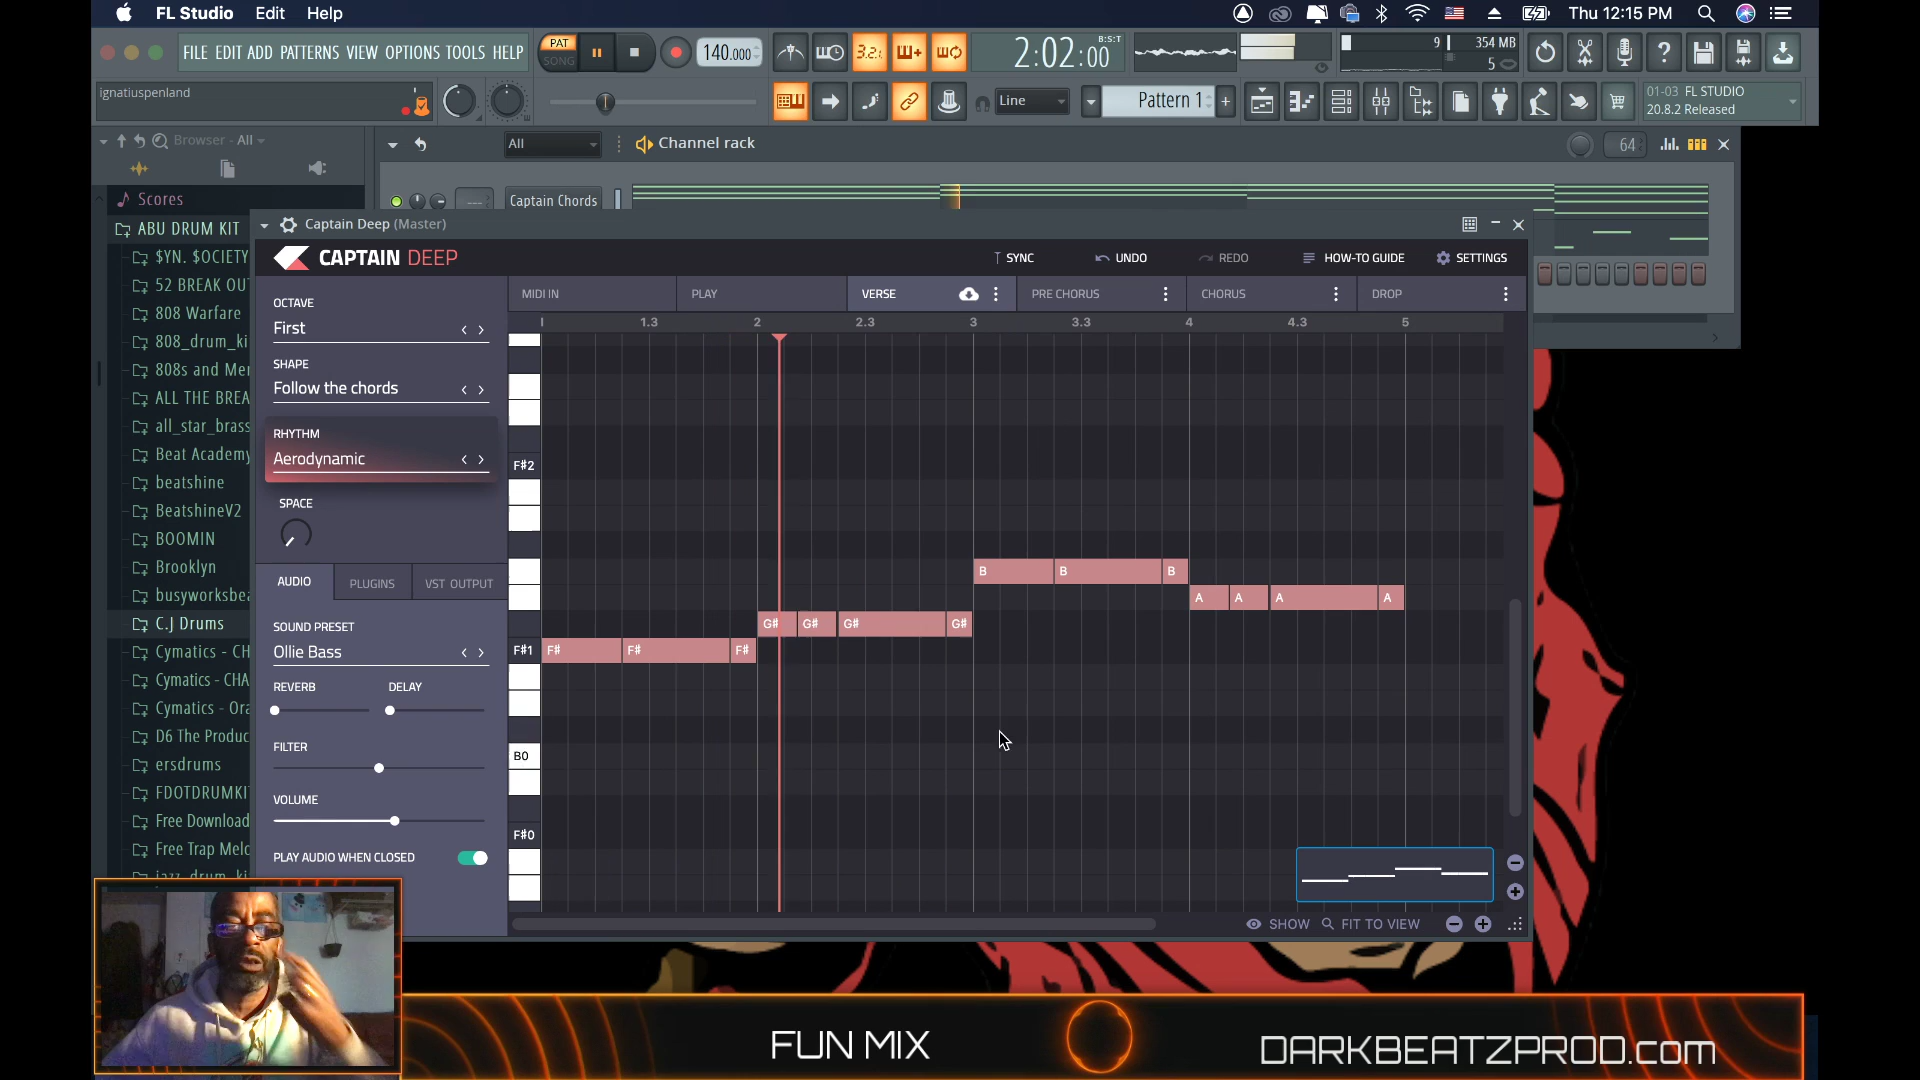 FL Studio Edit Help
Thu 12:15 PM
FILE EDIT ADD PATTERNS VIEW OPTIONS TOOLS HELP
PAT
SONG
140.000
3.2.
2:02:00
B:S:T
9
354 MB
5
ignatiuspenland
Line
Pattern 1
01-03 FL STUDIO
20.8.2 Released
Browser - All
All
Channel rack
64
Scores
Captain Chords
ABU DRUM KIT
$YN. $OCIETY
52 BREAK OU
808 Warfare
808_drum_ki
808s and Me
ALL THE BREA
all_star_brass
Beat Academy
beatshine
BeatshineV2
BOOMIN
Brooklyn
busyworksbea
C.J Drums
Cymatics - CH
Cymatics - CHA
Cymatics - Ora
D6 The Produc
ersdrums
FDOTDRUMKI
Free Download
Free Trap Melo
jazz_drum_ki
Captain Deep (Master)
CAPTAIN DEEP
SYNC
UNDO
REDO
HOW-TO GUIDE
SETTINGS
OCTAVE
First
SHAPE
Follow the chords
RHYTHM
Aerodynamic
SPACE
AUDIO
PLUGINS
VST OUTPUT
SOUND PRESET
Ollie Bass
REVERB
DELAY
FILTER
VOLUME
PLAY AUDIO WHEN CLOSED
MIDI IN
PLAY
VERSE
PRE CHORUS
CHORUS
DROP
1.3 2 2.3 3 3.3 4 4.3 5
F#2
B B B
A A A A
G# G# G# G#
F#1
F# F# F#
B0
F#0
SHOW
FIT TO VIEW
FUN MIX
DARKBEATZPROD.com